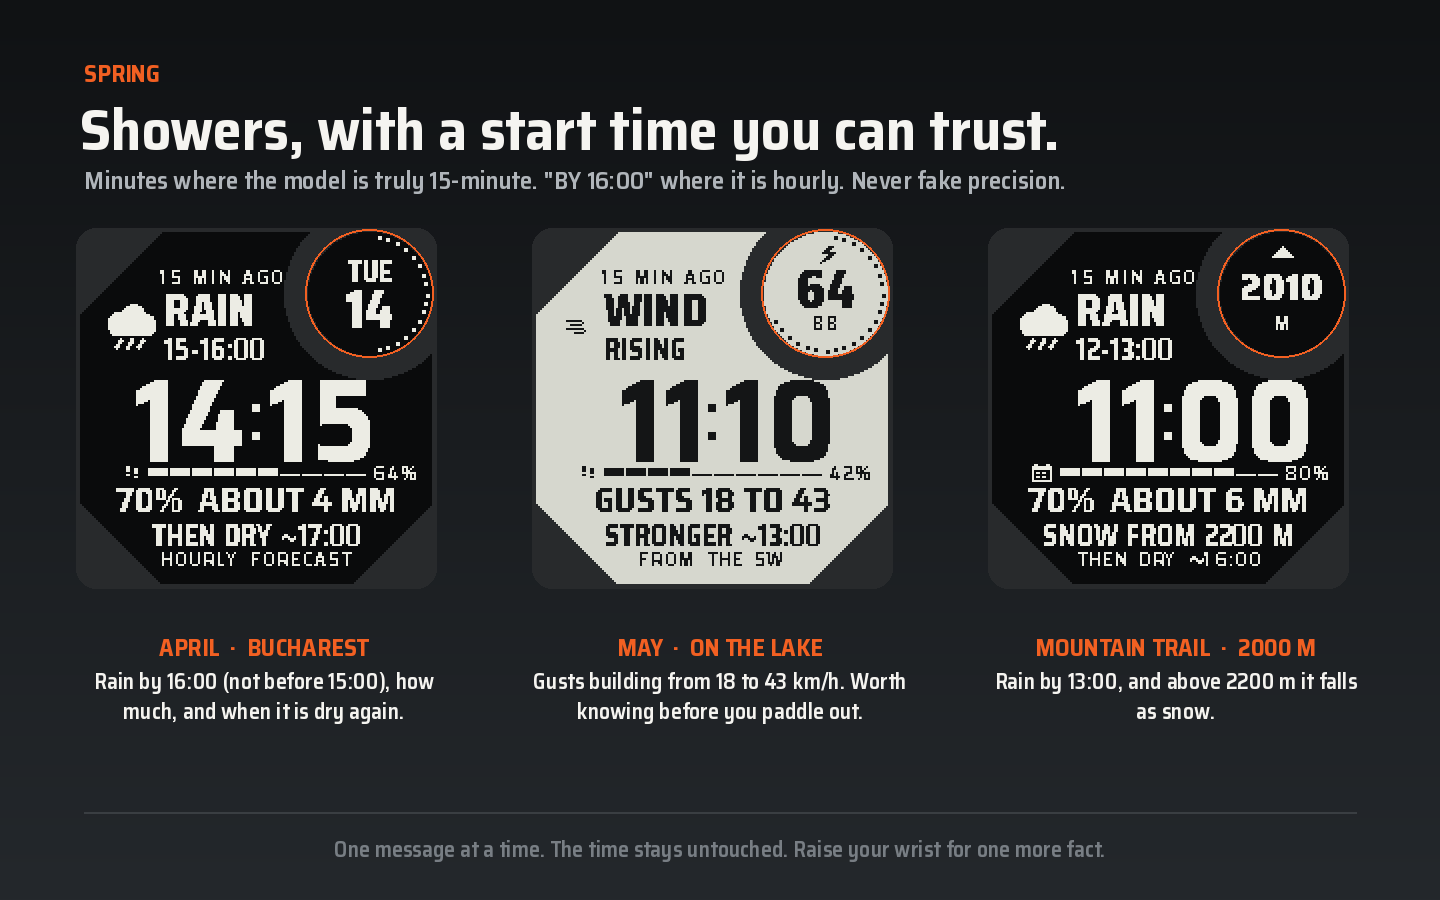 SPRING
Showers, with a start time you can trust.
Minutes where the model is truly 15-minute. "BY 16:00" where it is hourly. Never fake precision.
15 MIN AGO
RAIN
15-16:00
TUE
14
14:15
64%
70% ABOUT 4 MM
THEN DRY ~17:00
HOURLY FORECAST
15 MIN AGO
WIND
RISING
64
BB
11:10
42%
GUSTS 18 TO 43
STRONGER ~13:00
FROM THE SW
15 MIN AGO
RAIN
12-13:00
2010
M
11:00
80%
70% ABOUT 6 MM
SNOW FROM 2200 M
THEN DRY ~16:00
APRIL · BUCHAREST
Rain by 16:00 (not before 15:00), how
much, and when it is dry again.
MAY · ON THE LAKE
Gusts building from 18 to 43 km/h. Worth
knowing before you paddle out.
MOUNTAIN TRAIL · 2000 M
Rain by 13:00, and above 2200 m it falls
as snow.
One message at a time. The time stays untouched. Raise your wrist for one more fact.